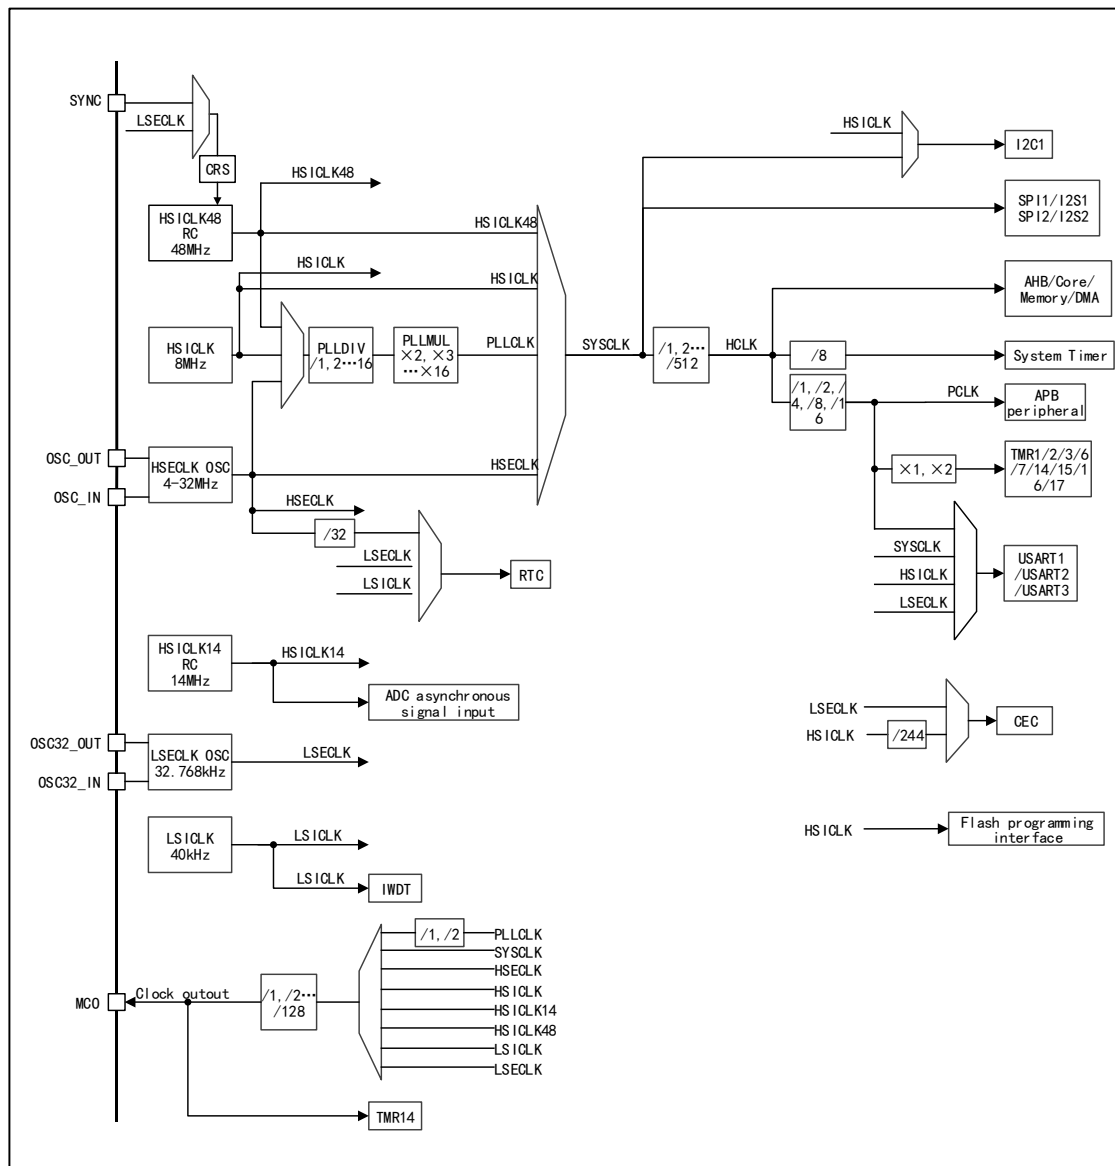 SYNC
LSECLK
CRS
HSICLK48
RC
48MHz
HSICLK48
HSICLK48
HSICLK
HSICLK
HSICLK
8MHz
PLLDIV
/1, 2…16
PLLMUL
×2, ×3
…×16
PLLCLK
SYSCLK
/1, 2…
/512
HCLK
HSICLK
I2C1
SPI1/I2S1
SPI2/I2S2
AHB/Core/
Memory/DMA
/8
System Timer
/1, /2, /
4, /8, /1
6
PCLK
APB
peripheral
×1, ×2
TMR1/2/3/6
/7/14/15/1
6/17
SYSCLK
HSICLK
LSECLK
USART1
/USART2
/USART3
OSC_OUT
OSC_IN
HSECLK OSC
4-32MHz
HSECLK
HSECLK
/32
LSECLK
LSICLK
RTC
HSICLK14
RC
14MHz
HSICLK14
ADC asynchronous
signal input
LSECLK
HSICLK
/244
CEC
OSC32_OUT
OSC32_IN
LSECLK OSC
32.768kHz
LSECLK
LSICLK
40kHz
LSICLK
LSICLK
IWDT
HSICLK
Flash programming
interface
MCO
Clock outout
/1, /2…
/128
/1, /2
PLLCLK
SYSCLK
HSECLK
HSICLK
HSICLK14
HSICLK48
LSICLK
LSECLK
TMR14